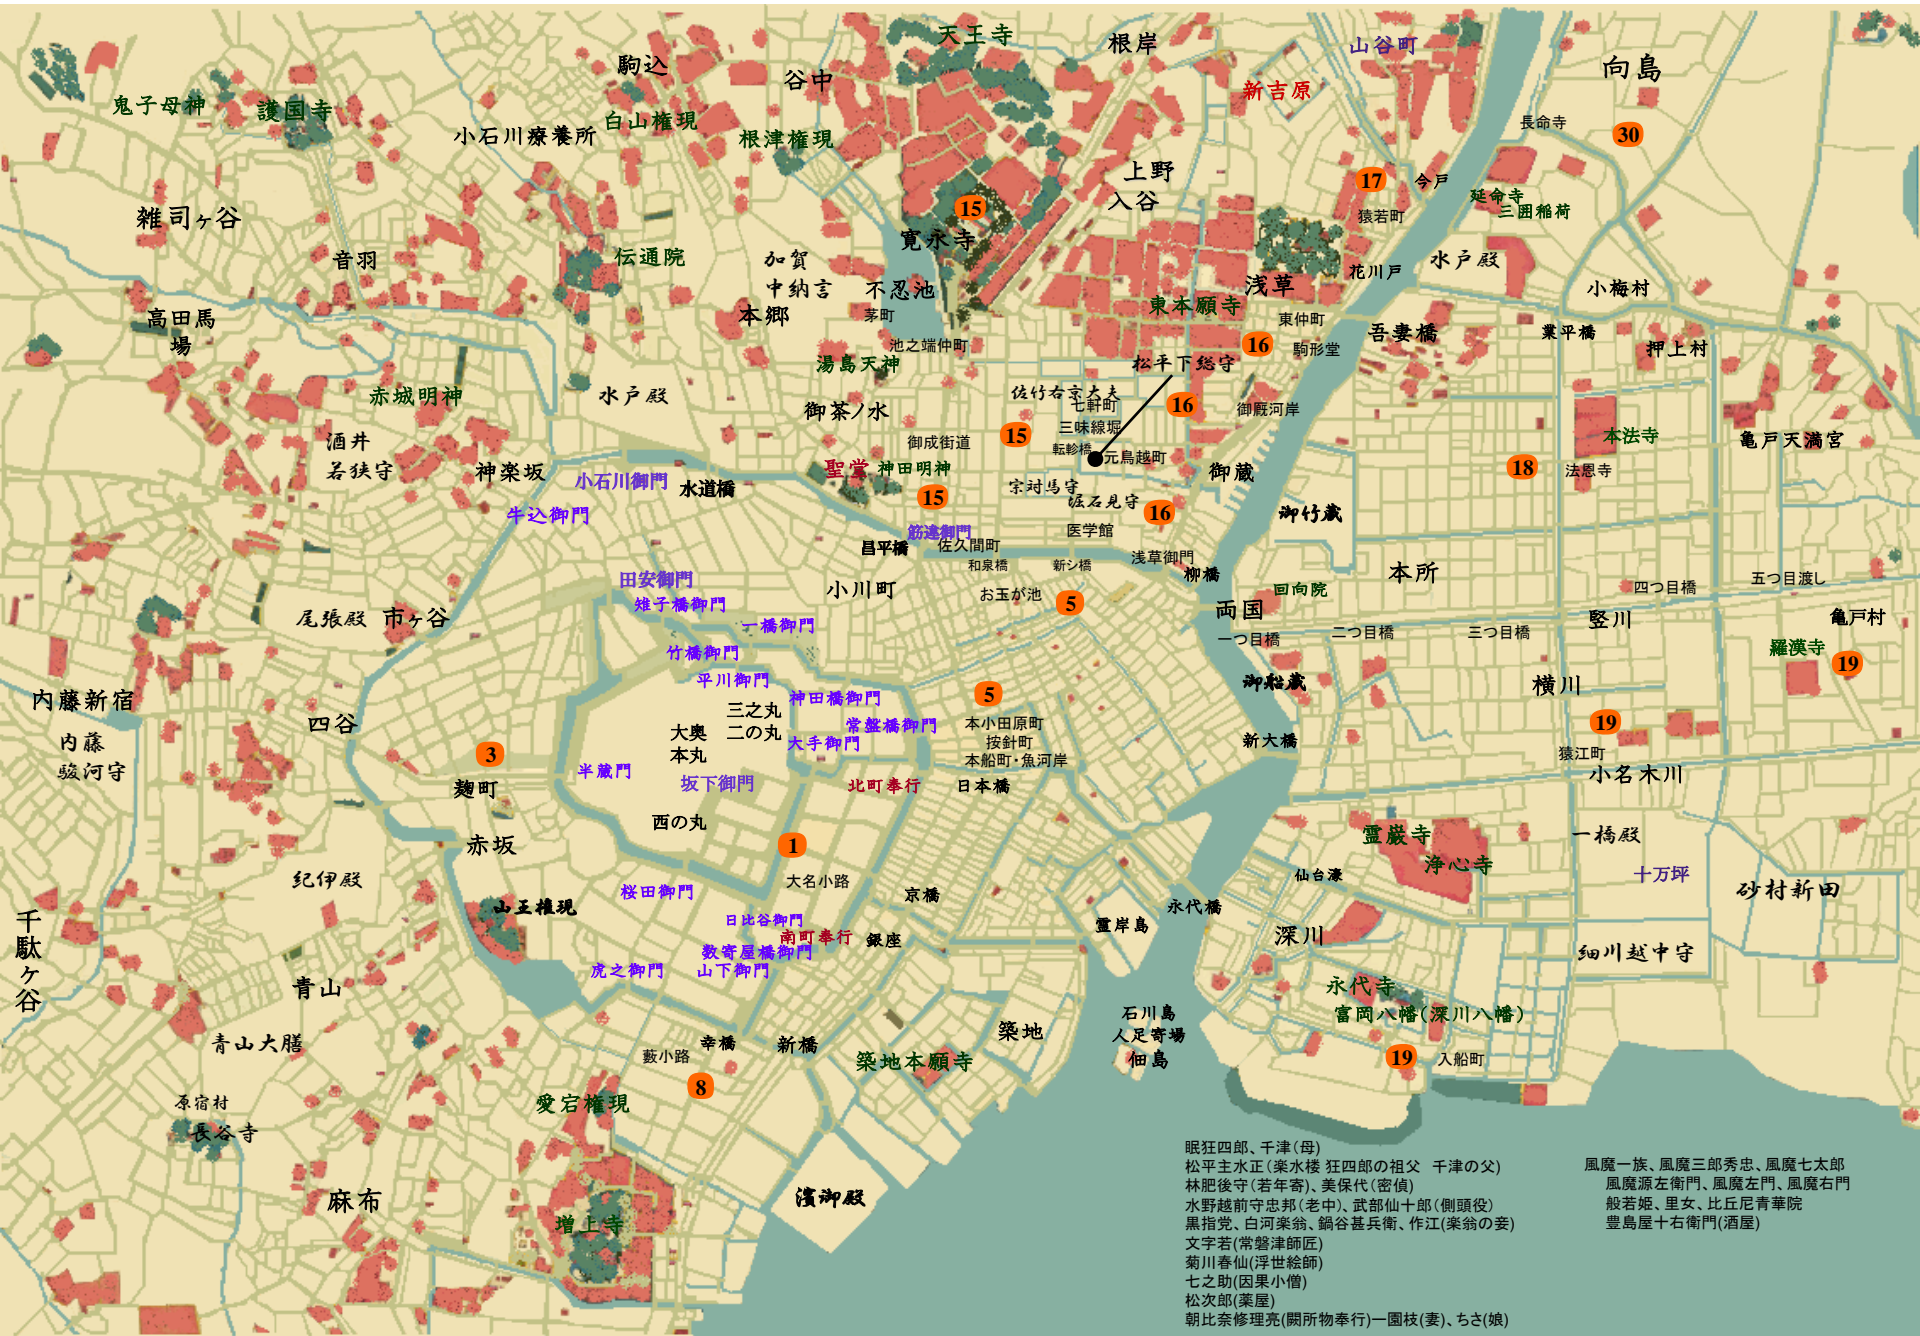 天王寺
根岸
山谷町
向島
駒込
谷中
新吉原
鬼子母神
護国寺
小石川療養所
白山権現
根津権現
長命寺
30
上野
入谷
17
今戸
延命寺
三囲稲荷
雑司ヶ谷
15
猿若町
音羽
伝通院
加賀
中納言
寛永寺
不忍池
浅草
花川戸
水戸殿
小梅村
高田馬
場
本郷
茅町
東本願寺
東仲町
吾妻橋
業平橋
押上村
池之端仲町
16
駒形堂
湯島天神
松平下総守
赤城明神
水戸殿
御茶ノ水
佐竹右京大夫
七軒町
16
御厩河岸
酒井
若狭守
御成街道
15
三味線堀
転軫橋
元鳥越町
本法寺
亀戸天満宮
神楽坂
小石川御門
水道橋
聖堂
神田明神
御蔵
18
法恩寺
牛込御門
15
宗対馬守
堀石見守
16
御竹蔵
筋違御門
昌平橋
佐久間町
医学館
和泉橋
新シ橋
浅草御門
柳橋
本所
田安御門
雉子橋御門
小川町
お玉が池
5
両国
回向院
四つ目橋
五つ目渡し
尾張殿
市ヶ谷
一橋御門
一つ目橋
二つ目橋
三つ目橋
竪川
亀戸村
竹橋御門
平川御門
神田橋御門
5
御船蔵
横川
羅漢寺
19
内藤新宿
四谷
三之丸
二の丸
大奥
本丸
常盤橋御門
大手御門
本小田原町
按針町
本船町・魚河岸
新大橋
19
猿江町
内藤
駿河守
3
半蔵門
坂下御門
北町奉行
日本橋
小名木川
麹町
西の丸
赤坂
1
霊巌寺
浄心寺
一橋殿
紀伊殿
桜田御門
大名小路
京橋
仙台濠
十万坪
砂村新田
千駄ヶ谷
山王権現
日比谷御門
南町奉行
銀座
霊岸島
永代橋
深川
細川越中守
数寄屋橋御門
虎之御門
山下御門
青山
永代寺
富岡八幡(深川八幡)
青山大膳
藪小路
幸橋
新橋
築地
石川島
人足寄場
佃島
8
築地本願寺
19
入船町
原宿村
長谷寺
愛宕権現
麻布
増上寺
濱御殿
眠狂四郎、千津(母)
松平主水正(楽水楼 狂四郎の祖父　千津の父)
林肥後守(若年寄)、美保代(密偵)
水野越前守忠邦(老中)、武部仙十郎(側頭役)
黒指党、白河楽翁、鍋谷甚兵衛、作江(楽翁の妾)
文字若(常磐津師匠)
菊川春仙(浮世絵師)
七之助(因果小僧)
松次郎(薬屋)
朝比奈修理亮(闕所物奉行)ー園枝(妻)、ちさ(娘)
風魔一族、風魔三郎秀忠、風魔七太郎
風魔源左衛門、風魔左門、風魔右門
般若姫、里女、比丘尼青華院
豊島屋十右衛門(酒屋)